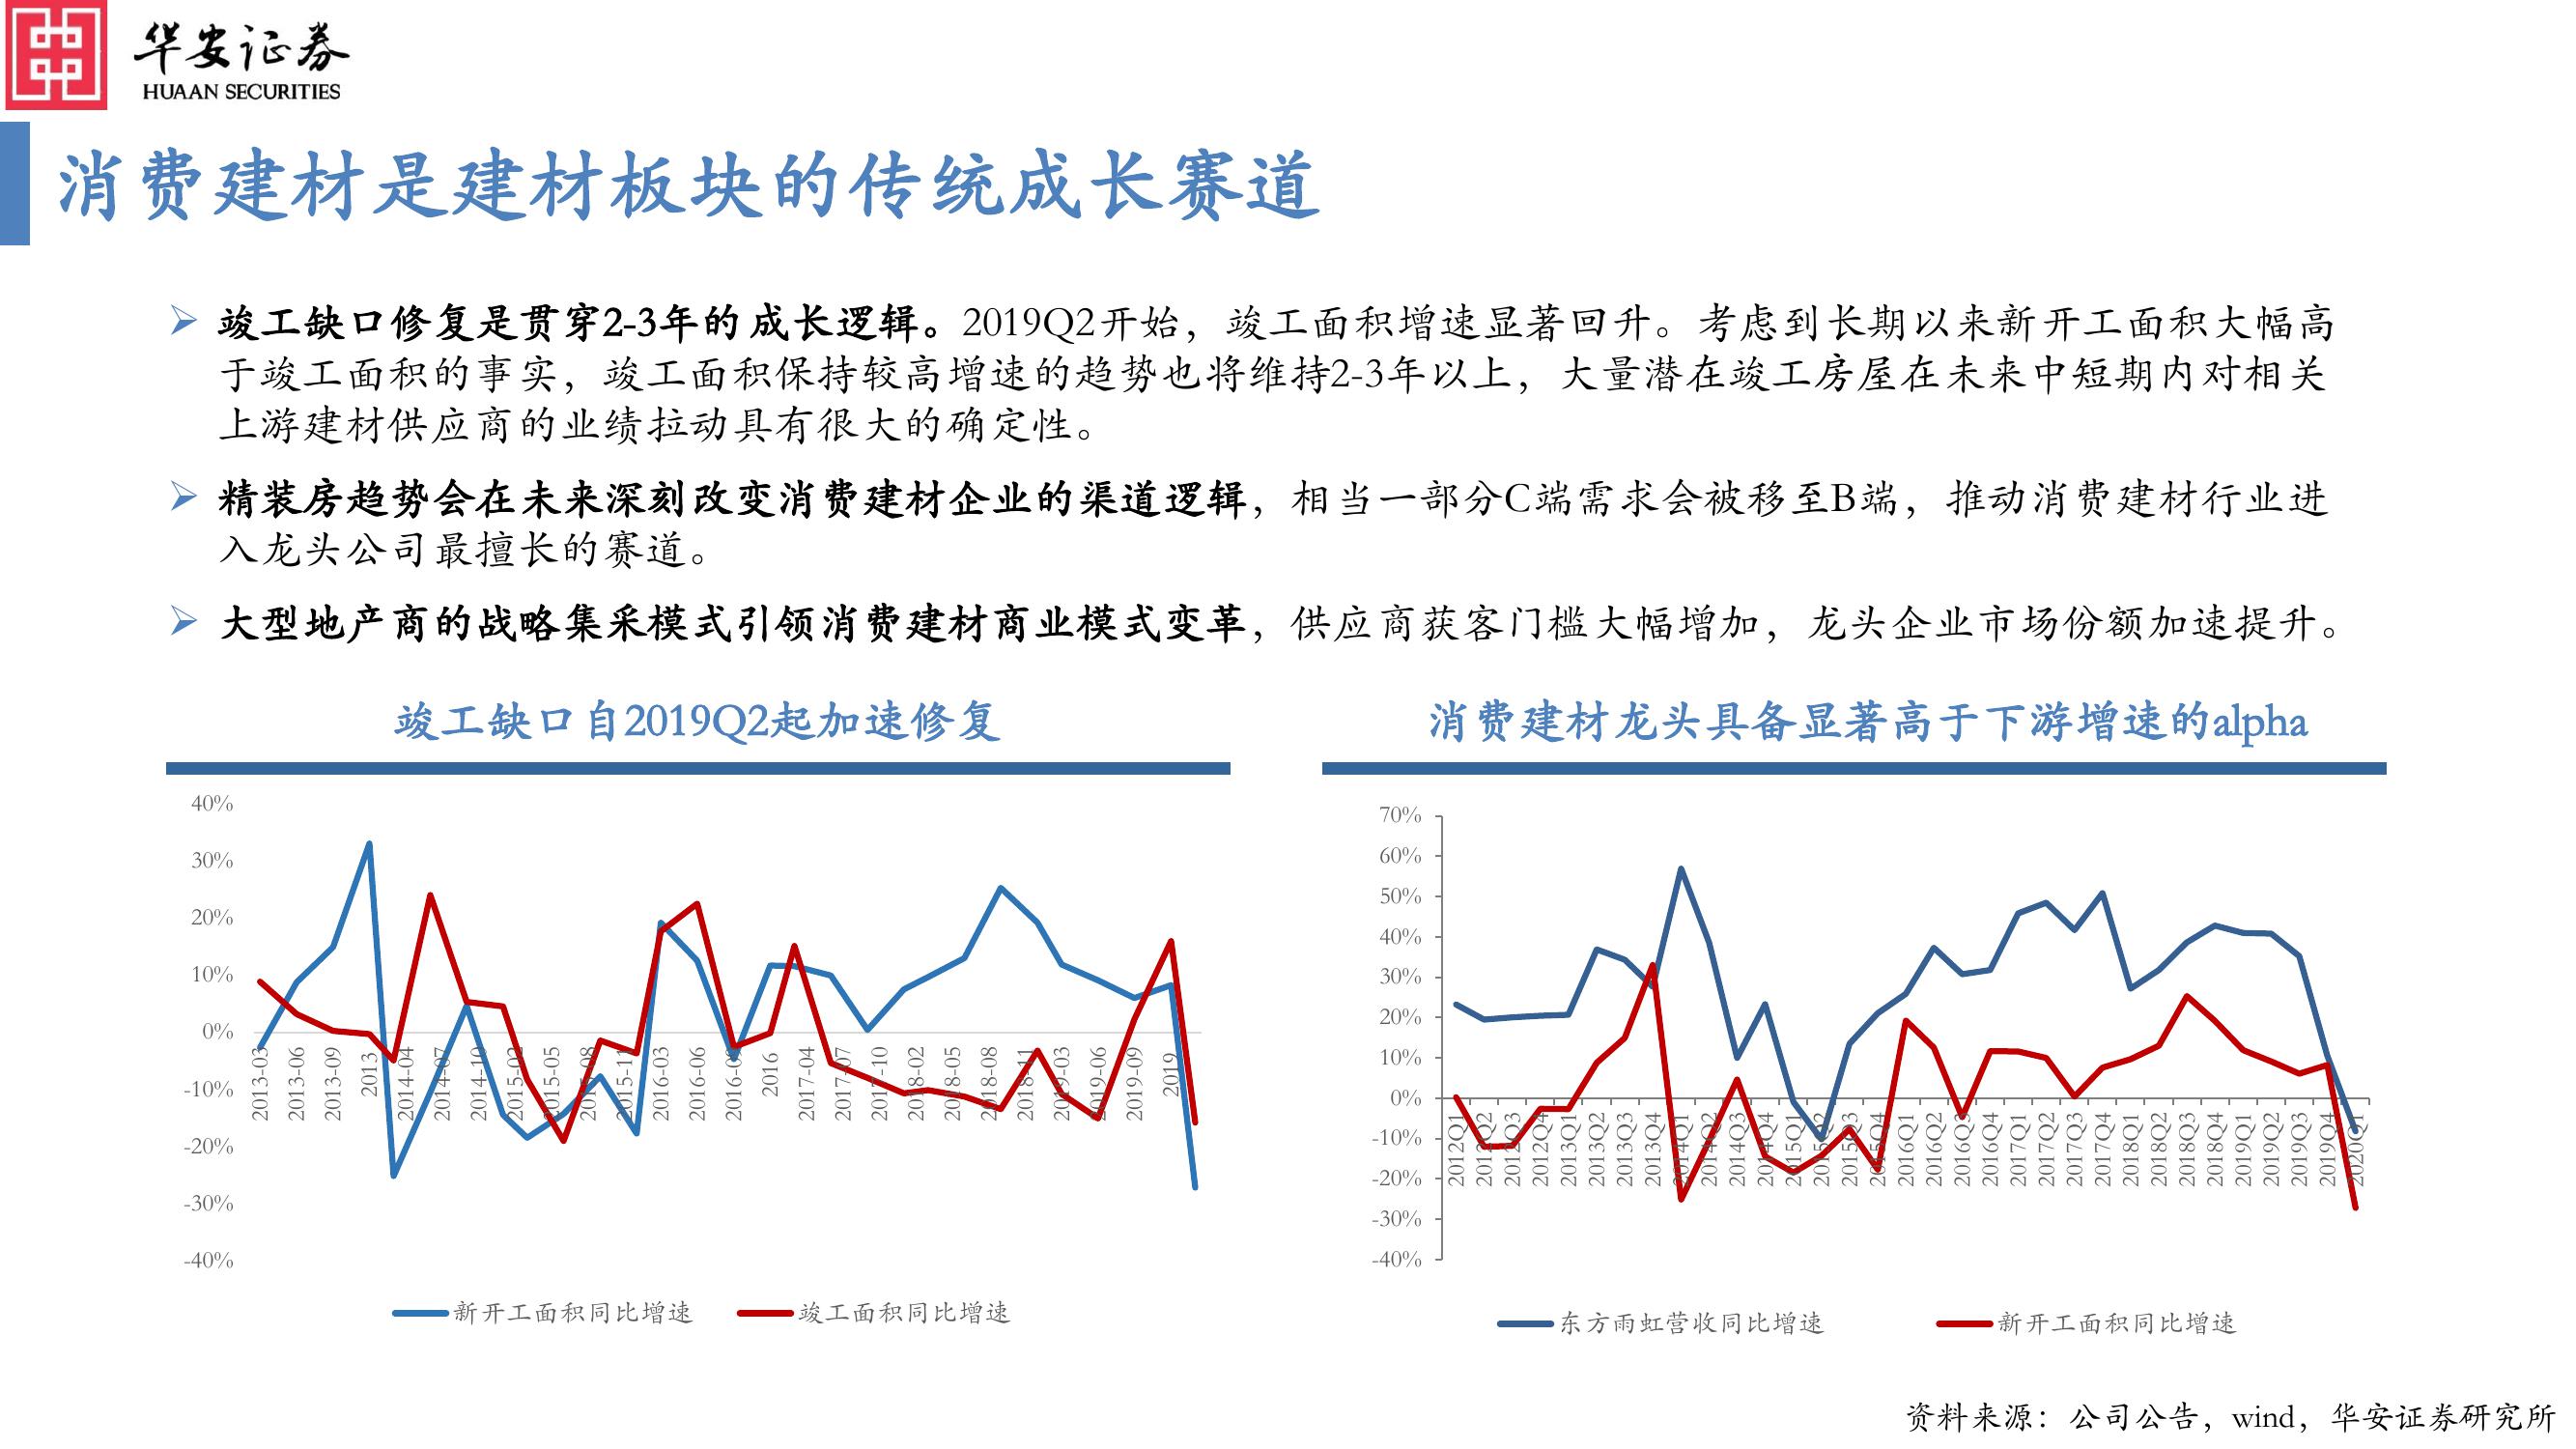 华安证券
HUAAN SECURITIES
消费建材是建材板块的传统成长赛道
➢ 竣工缺口修复是贯穿2-3年的成长逻辑。2019Q2开始，竣工面积增速显著回升。考虑到长期以来新开工面积大幅高
于竣工面积的事实，竣工面积保持较高增速的趋势也将维持2-3年以上，大量潜在竣工房屋在未来中短期内对相关
上游建材供应商的业绩拉动具有很大的确定性。
➢ 精装房趋势会在未来深刻改变消费建材企业的渠道逻辑，相当一部分C端需求会被移至B端，推动消费建材行业进
入龙头公司最擅长的赛道。
➢ 大型地产商的战略集采模式引领消费建材商业模式变革，供应商获客门槛大幅增加，龙头企业市场份额加速提升。
竣工缺口自2019Q2起加速修复
40%
30%
20%
10%
0%
-10%
-20%
-30%
-40%
2013-03
2013-06
2013-09
2013
2014-04
2014-07
2014-10
2015-02
2015-05
2015-08
2015-11
2016-03
2016-06
2016-09
2016
2017-04
2017-07
2017-10
2018-02
2018-05
2018-08
2018-11
2019-03
2019-06
2019-09
2019
新开工面积同比增速
竣工面积同比增速
消费建材龙头具备显著高于下游增速的alpha
70%
60%
50%
40%
30%
20%
10%
0%
-10%
-20%
-30%
-40%
2012Q1
2012Q2
2012Q3
2012Q4
2013Q1
2013Q2
2013Q3
2013Q4
2014Q1
2014Q2
2014Q3
2014Q4
2015Q1
2015Q2
2015Q3
2015Q4
2016Q1
2016Q2
2016Q3
2016Q4
2017Q1
2017Q2
2017Q3
2017Q4
2018Q1
2018Q2
2018Q3
2018Q4
2019Q1
2019Q2
2019Q3
2019Q4
2020Q1
东方雨虹营收同比增速
新开工面积同比增速
资料来源：公司公告，wind，华安证券研究所